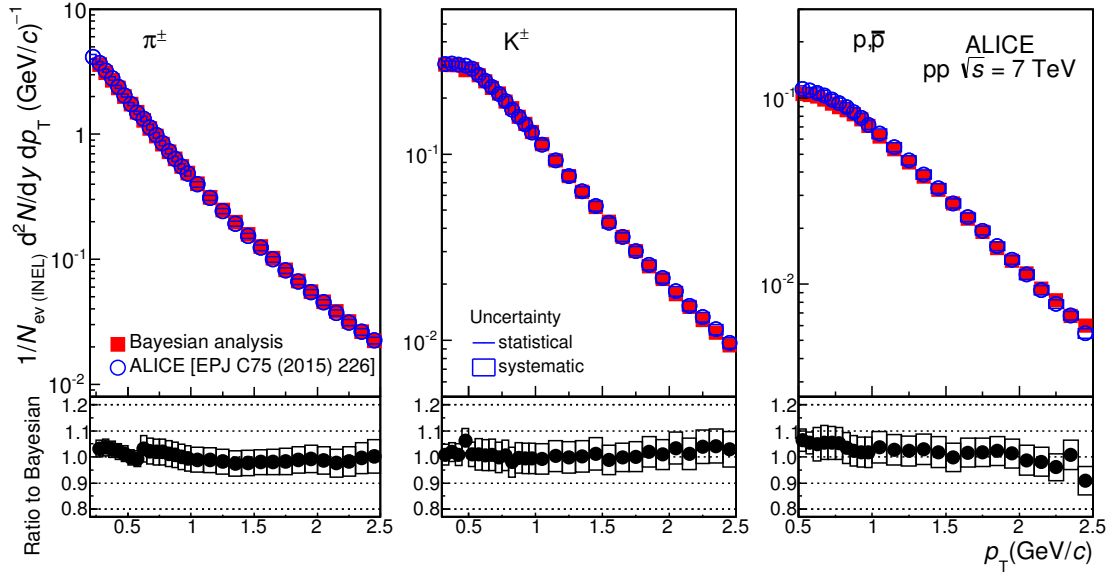 1/N_ev (INEL) d²N/dy dp_T (GeV/c)⁻¹
10
1
10⁻¹
10⁻²
π±
Bayesian analysis
ALICE [EPJ C75 (2015) 226]
10⁻¹
10⁻²
K±
Uncertainty
statistical
systematic
10⁻¹
10⁻²
p,p̅
ALICE
pp √s = 7 TeV
Ratio to Bayesian
1.2
1.1
1.0
0.9
0.8
0.5 1 1.5 2 2.5
1.2
1.1
1.0
0.9
0.8
0.5 1 1.5 2 2.5
1.2
1.1
1.0
0.9
0.8
0.5 1 1.5 2 2.5
p_T(GeV/c)